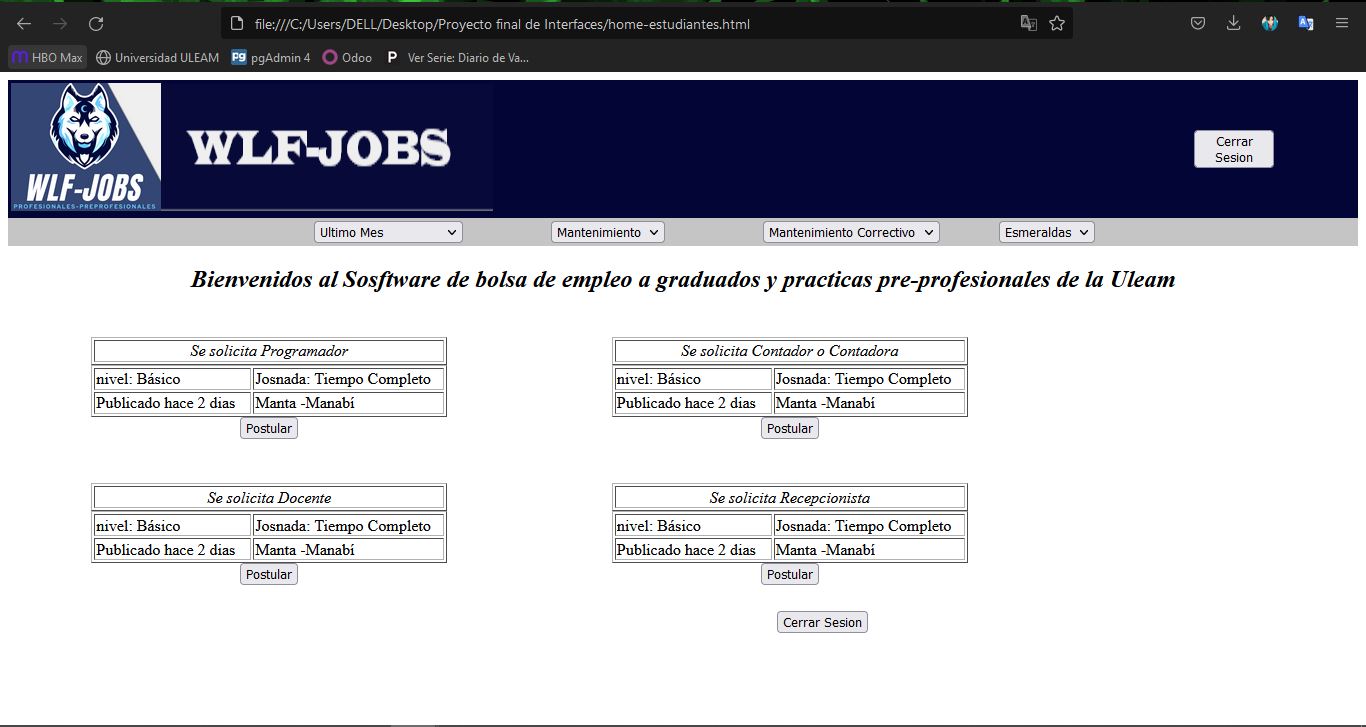 file:///C:/Users/DELL/Desktop/Proyecto final de Interfaces/home-estudiantes.html
HBO Max Universidad ULEAM pgAdmin 4 Odoo Ver Serie: Diario de Va...
WLF-JOBS
PROFESIONALES-PREPROFESIONALES
WLF-JOBS
Cerrar
Sesion
Ultimo Mes Mantenimiento Mantenimiento Correctivo Esmeraldas
Bienvenidos al Sosftware de bolsa de empleo a graduados y practicas pre-profesionales de la Uleam
Se solicita Programador
nivel: Básico Josnada: Tiempo Completo
Publicado hace 2 dias Manta -Manabí
Postular
Se solicita Contador o Contadora
nivel: Básico Josnada: Tiempo Completo
Publicado hace 2 dias Manta -Manabí
Postular
Se solicita Docente
nivel: Básico Josnada: Tiempo Completo
Publicado hace 2 dias Manta -Manabí
Postular
Se solicita Recepcionista
nivel: Básico Josnada: Tiempo Completo
Publicado hace 2 dias Manta -Manabí
Postular
Cerrar Sesion